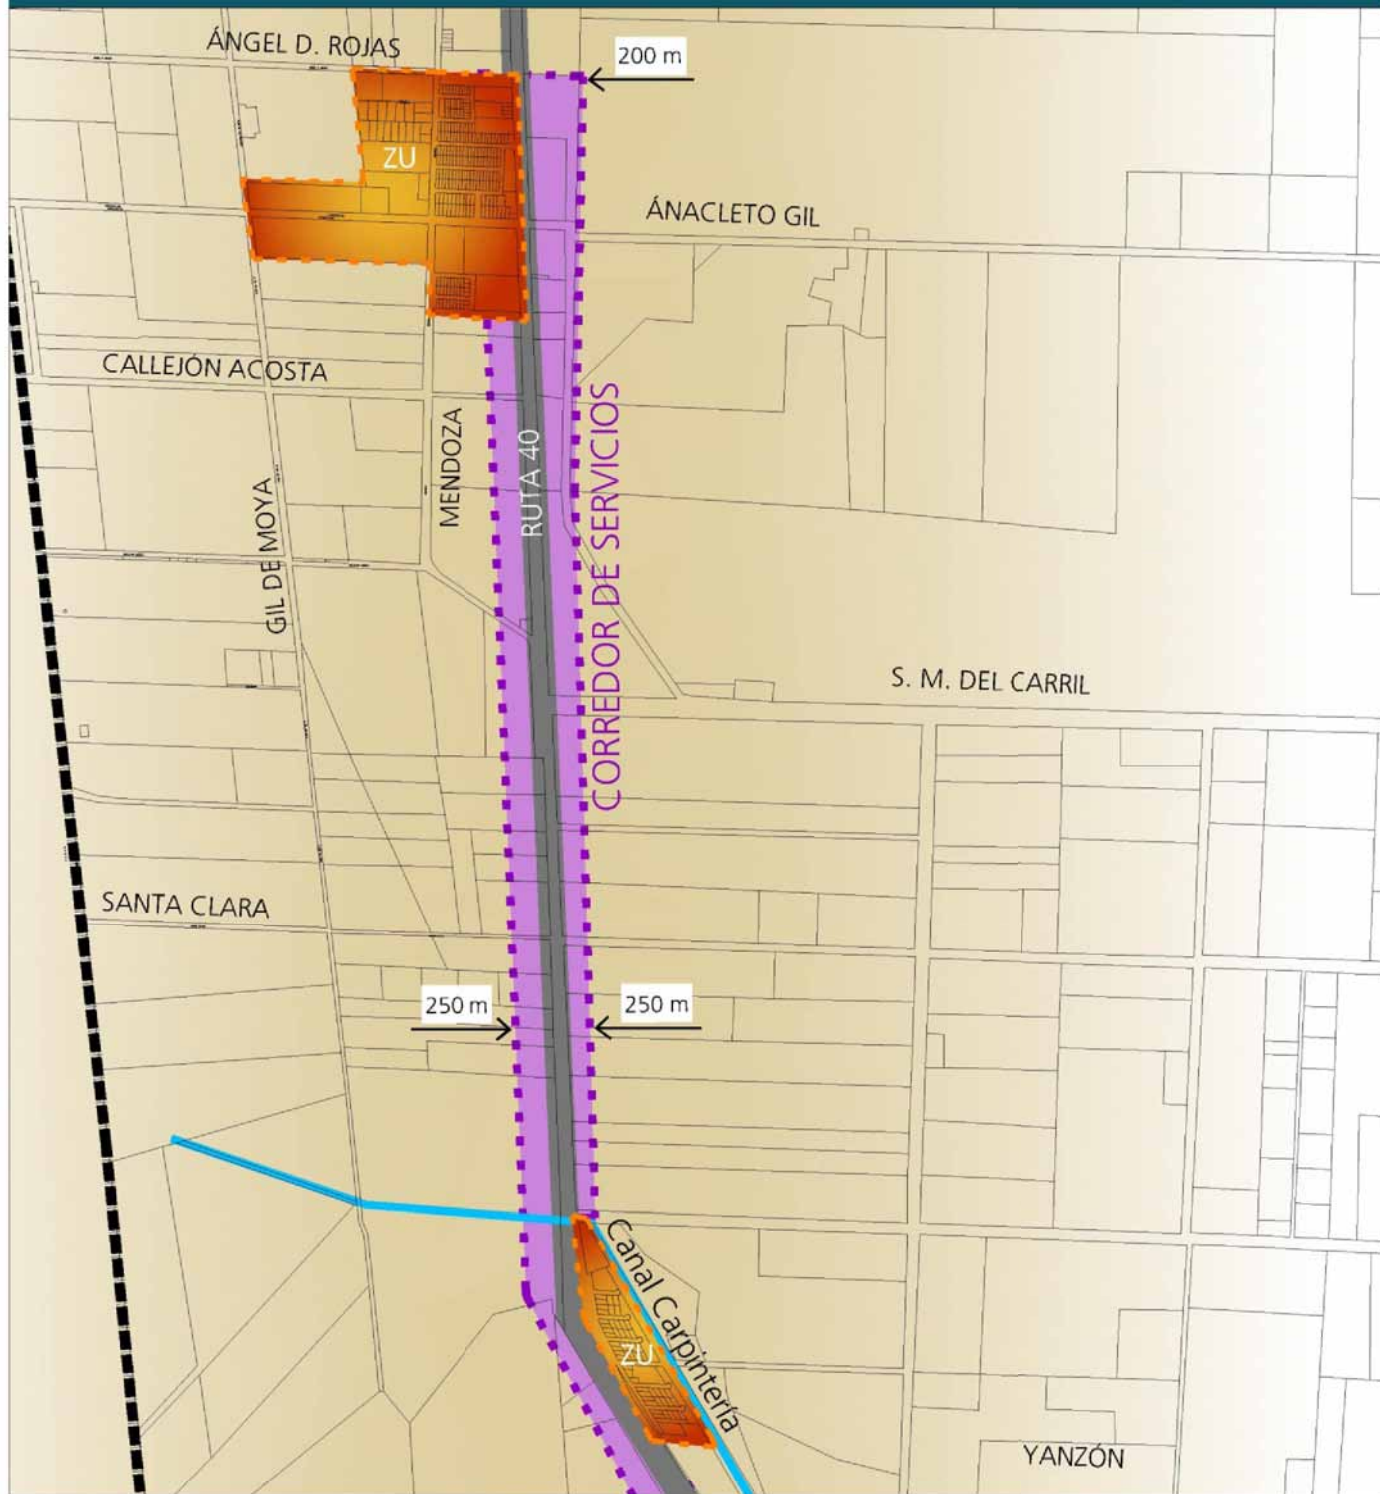 ÁNGEL D. ROJAS
200 m
ZU
ÁNACLETO GIL
CALLEJÓN ACOSTA
MENDOZA
RUTA 40
CORREDOR DE SERVICIOS
GIL DE MOYA
S. M. DEL CARRIL
SANTA CLARA
250 m
250 m
Canal Carpintería
ZU
YANZÓN